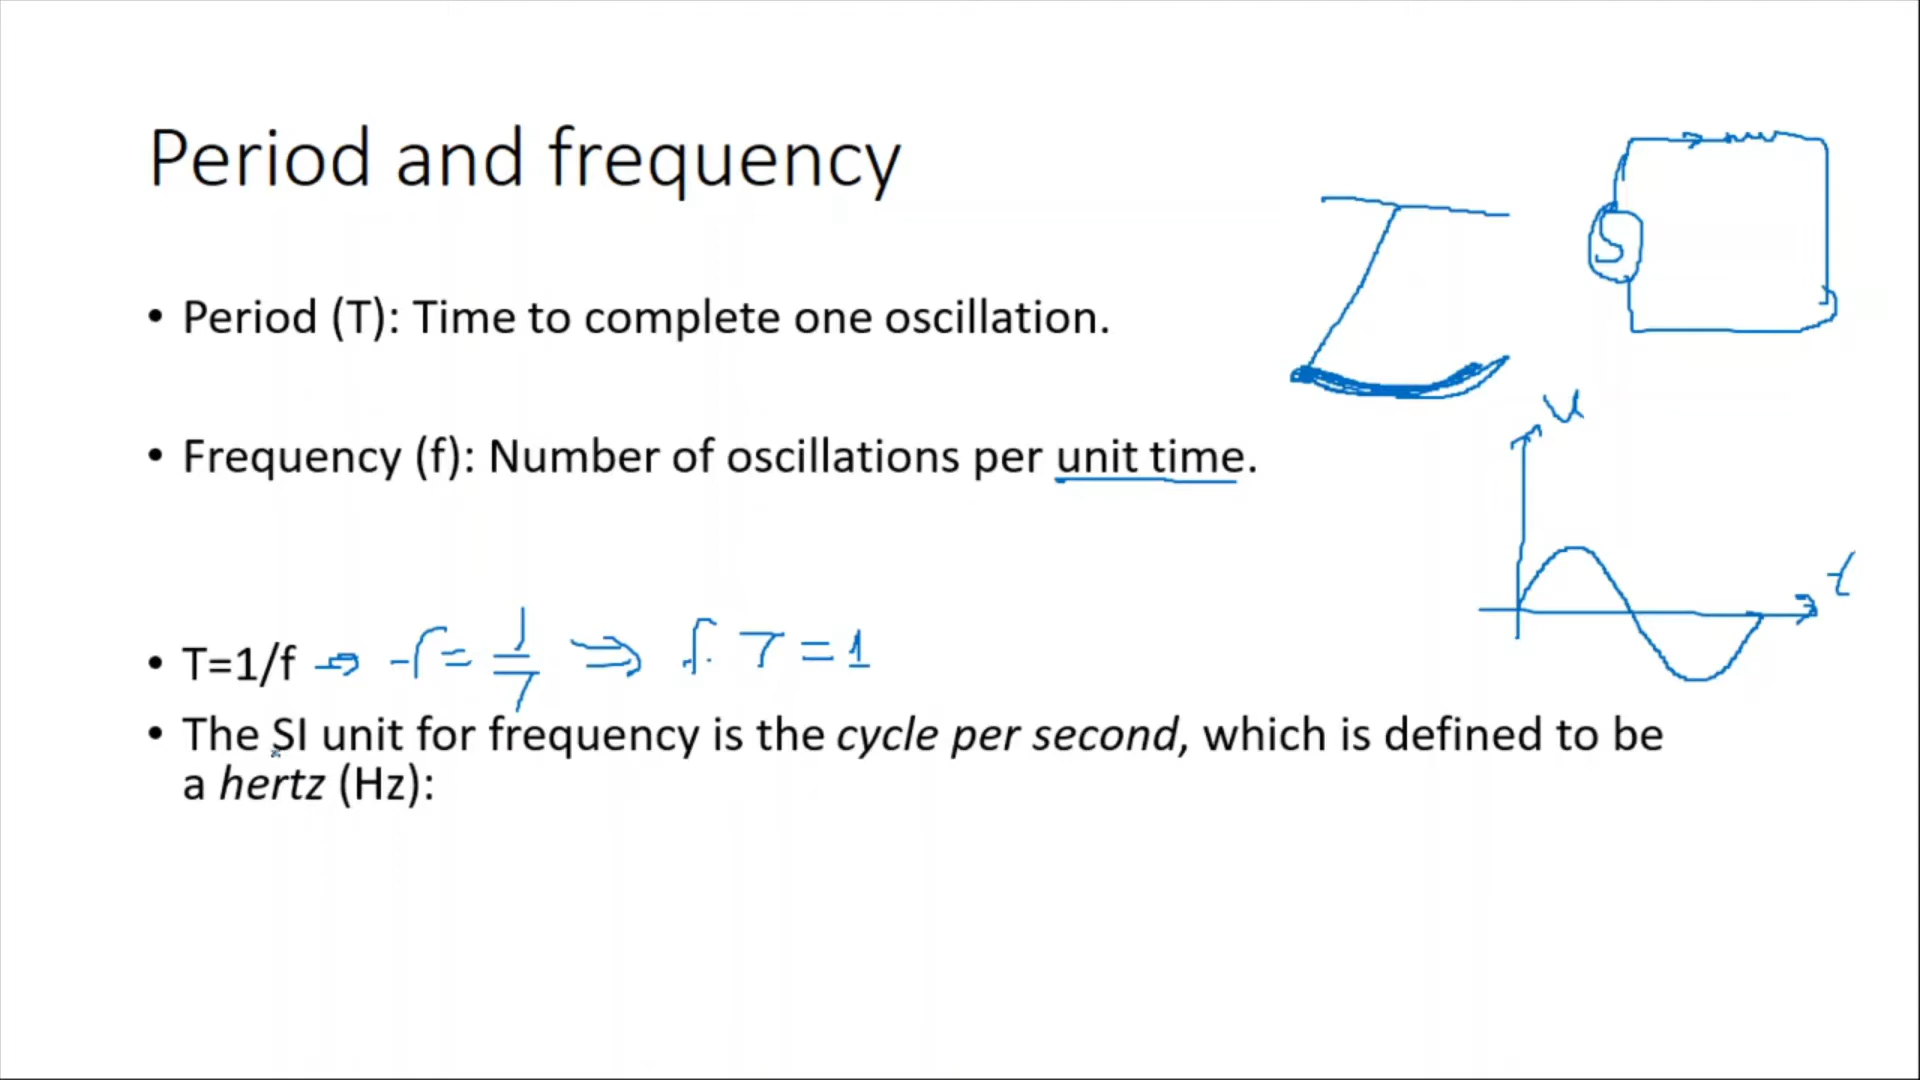 Period and frequency
• Period (T): Time to complete one oscillation.
• Frequency (f): Number of oscillations per unit time.
• T=1/f → f = 1/T ⇒ f. T = 1
• The SI unit for frequency is the cycle per second, which is defined to be
a hertz (Hz):
S
u
t